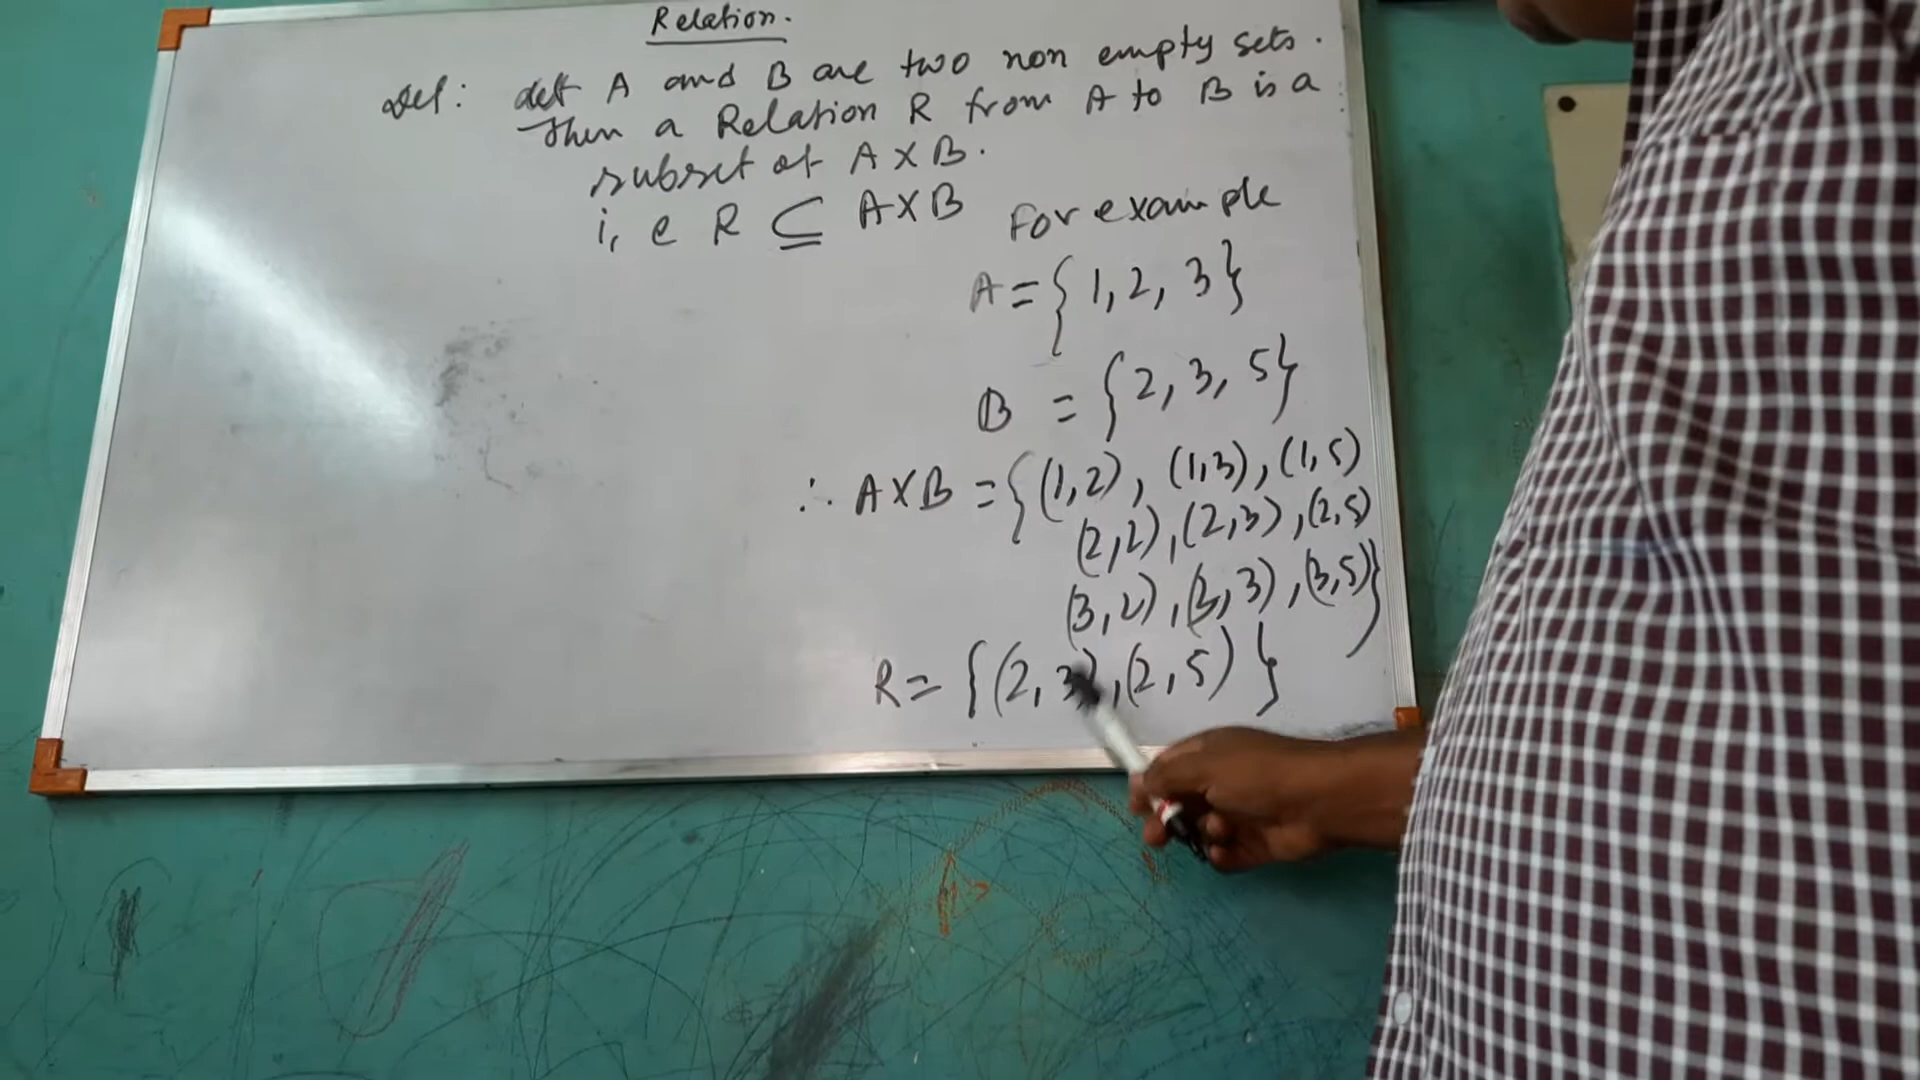 Relation.
Def: Let A and B are two non empty sets.
Then a Relation R from A to B is a
subset of A X B.
i, e R ⊆ A X B
For example
A = { 1, 2, 3 }
B = { 2, 3, 5 }
∴ A X B = { (1,2), (1,3), (1,5)
(2,2), (2,3), (2,5)
(3,2), (3,3), (3,5) }
R = { (2, 3), (2, 5) }